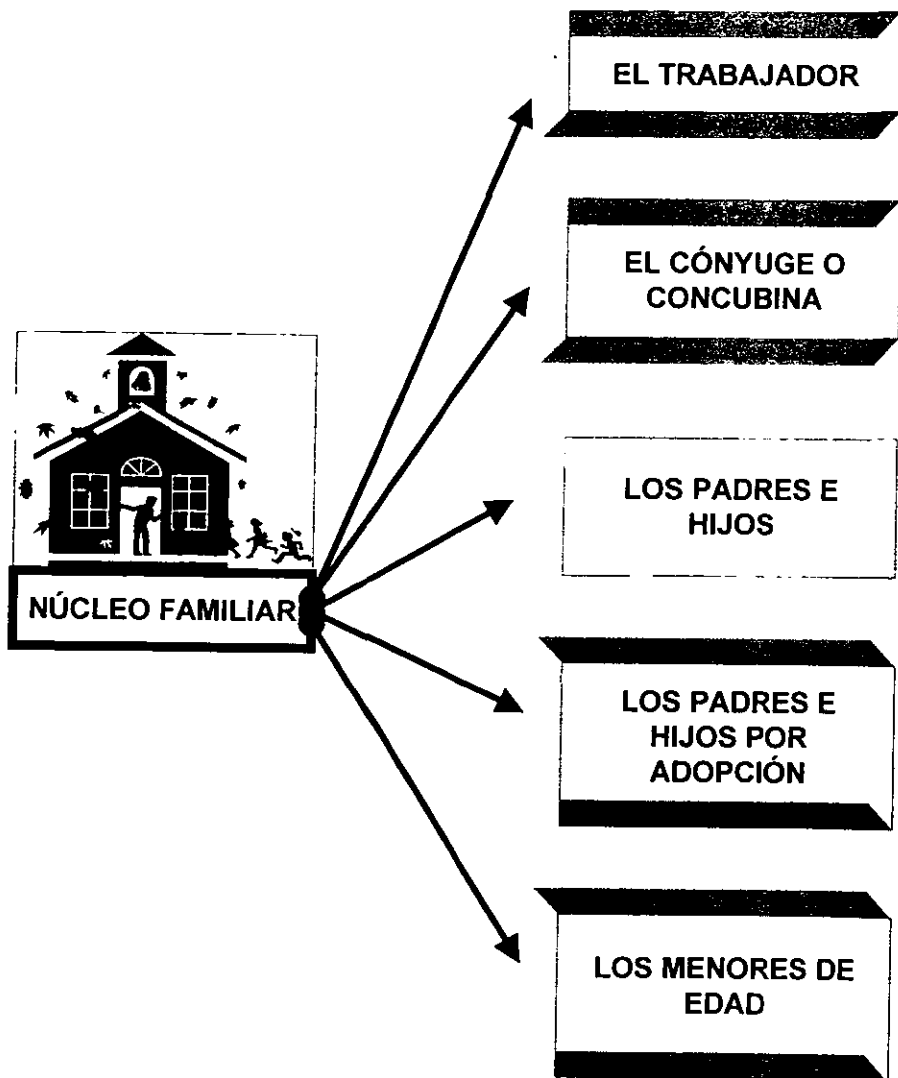 EL TRABAJADOR
EL CÓNYUGE O
CONCUBINA
LOS PADRES E
HIJOS
NÚCLEO FAMILIAR
LOS PADRES E
HIJOS POR
ADOPCIÓN
LOS MENORES DE
EDAD